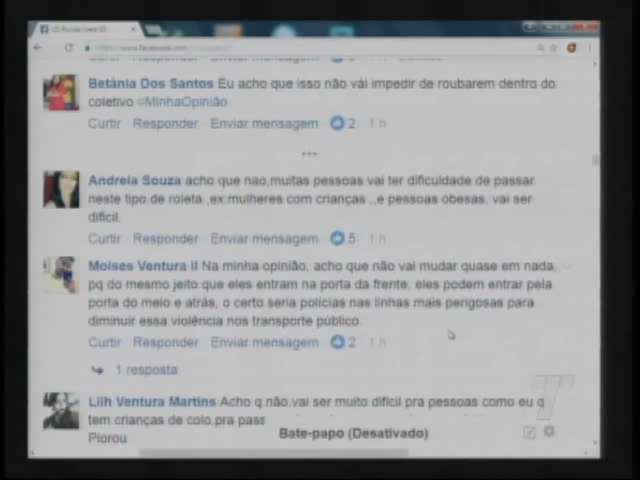 Betânia Dos Santos Eu acho que isso não vai impedir de roubarem dentro do
coletivo #MinhaOpinião
Curtir Responder Enviar mensagem 2 1 h
Andreia Souza acho que nao,muitas pessoas vai ter dificuldade de passar
neste tipo de roleta ,ex:mulheres com crianças .,e pessoas obesas, vai ser
dificil.
Curtir Responder Enviar mensagem 5 1 h
Moises Ventura II Na minha opinião, acho que não vai mudar quase em nada,
pq do mesmo jeito que eles entram na porta da frente, eles podem entrar pela
porta do meio e atrás, o certo seria polícias nas linhas mais perigosas para
diminuir essa violência nos transporte público.
Curtir Responder Enviar mensagem 2 1 h
1 resposta
Lilh Ventura Martins Acho q não,vai ser muito dificil pra pessoas como eu q
tem crianças de colo,pra pass
Piorou
Bate-papo (Desativado)